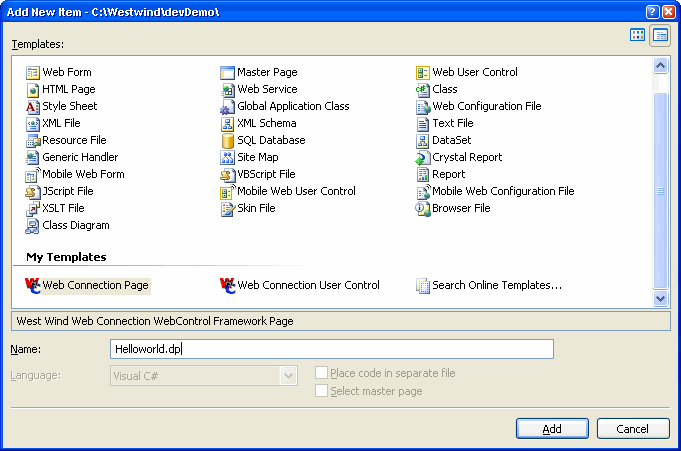 Add New Item - C:\Westwind\devDemo\
Templates:
Web Form Master Page Web User Control
HTML Page Web Service Class
Style Sheet Global Application Class Web Configuration File
XML File XML Schema Text File
Resource File SQL Database DataSet
Generic Handler Site Map Crystal Report
Mobile Web Form VBScript File Report
JScript File Mobile Web User Control Mobile Web Configuration File
XSLT File Skin File Browser File
Class Diagram
My Templates
Web Connection Page Web Connection User Control Search Online Templates...
West Wind Web Connection WebControl Framework Page
Name: Helloworld.dp
Language: Visual C# Place code in separate file
Select master page
Add Cancel